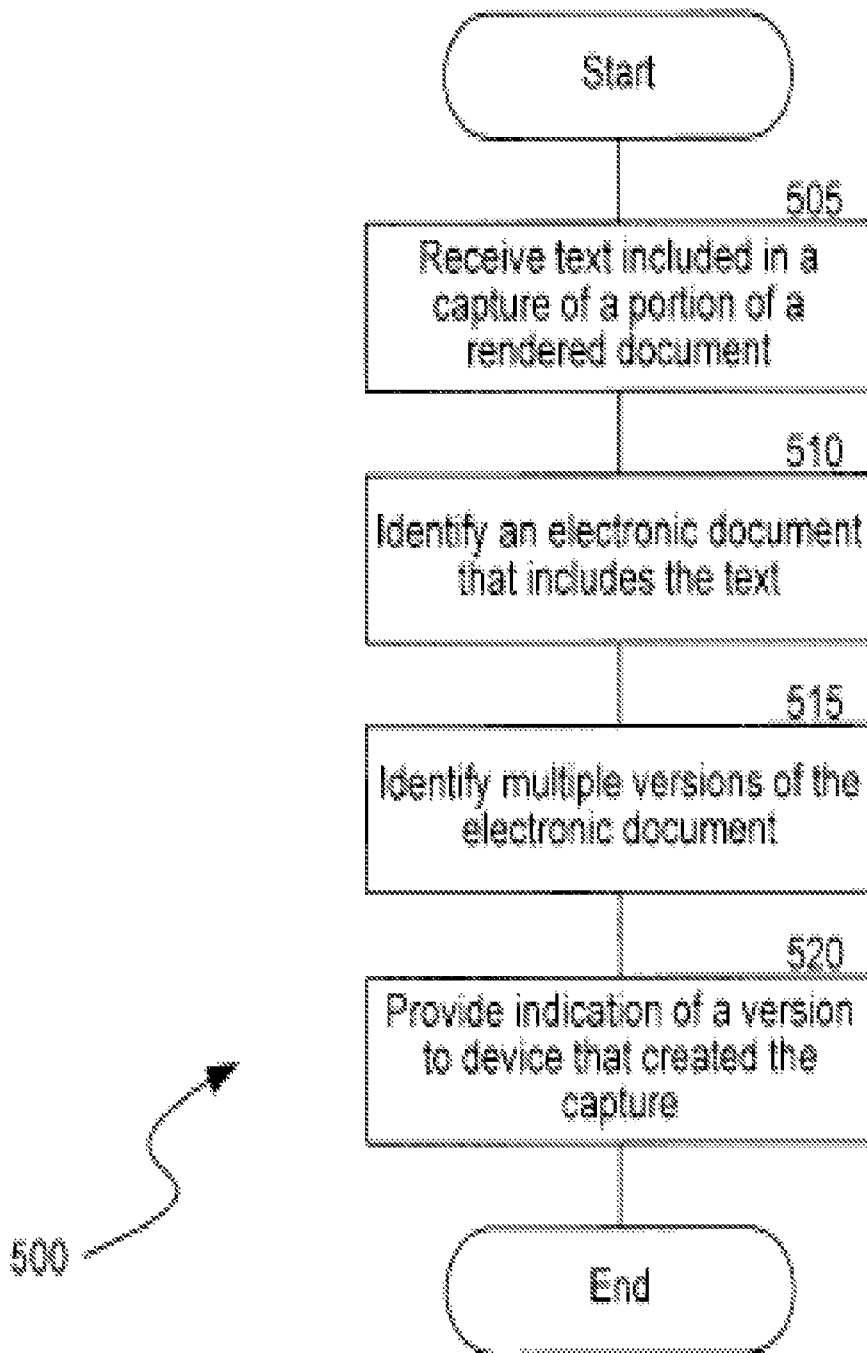 Start
505
Receive text included in a
capture of a portion of a
rendered document
510
Identify an electronic document
that includes the text
515
Identify multiple versions of the
electronic document
520
Provide indication of a version
to device that created the
capture
500
End